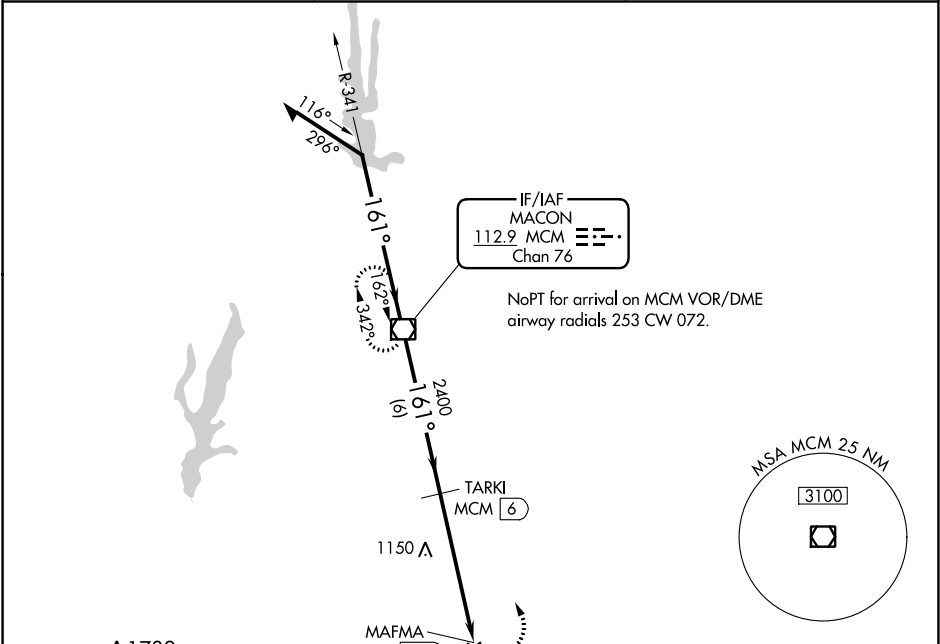 R-341
116°
296°
161°
IF/IAF
MACON
112.9 MCM
Chan 76
162°
342°
NoPT for arrival on MCM VOR/DME
airway radials 253 CW 072.
2400
161°
(6)
MSA MCM 25 NM
3100
TARKI
MCM 6
1150
MAFMA